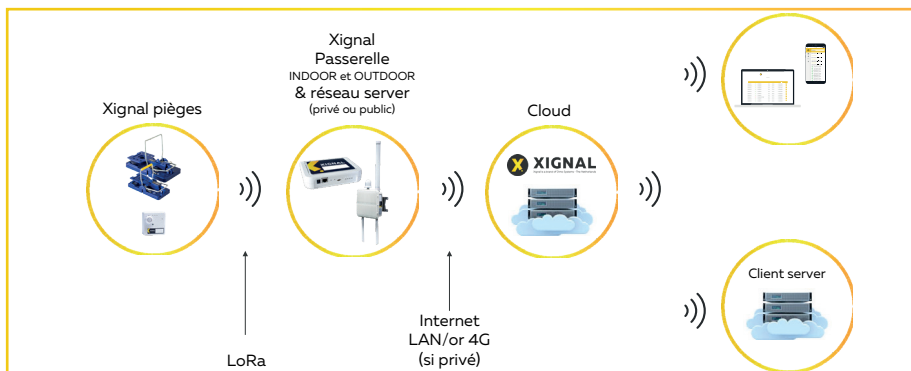 Xignal pièges
Xignal
Passerelle
INDOOR et OUTDOOR
& réseau server
(privé ou public)
Cloud
XIGNAL
Client server
LoRa
Internet
LAN/or 4G
(si privé)